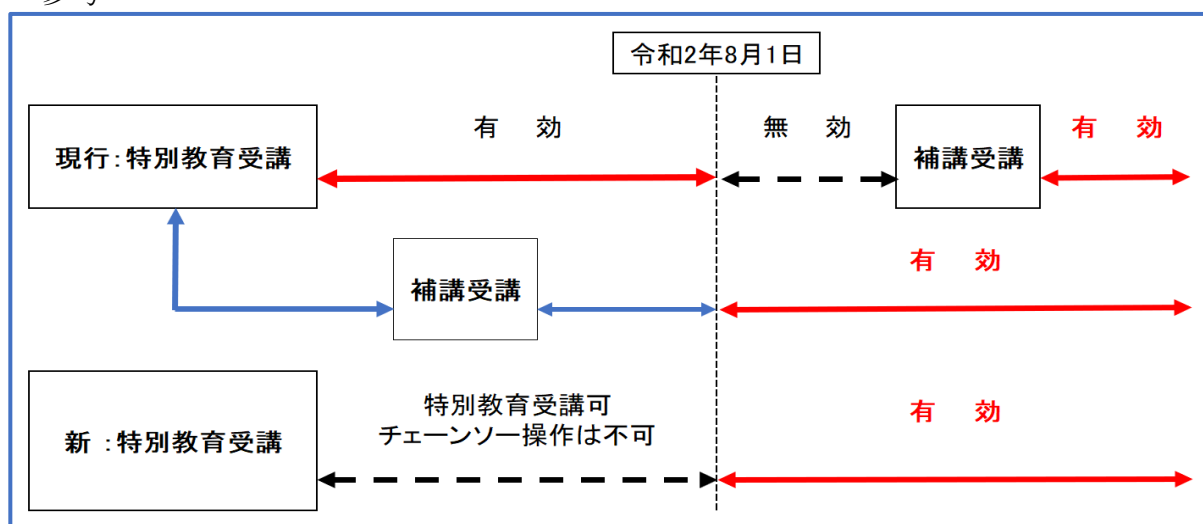 令和2年8月1日
有 効
無 効
有 効
現行:特別教育受講
補講受講
有 効
補講受講
特別教育受講可
チェーンソー操作は不可
有 効
新 :特別教育受講